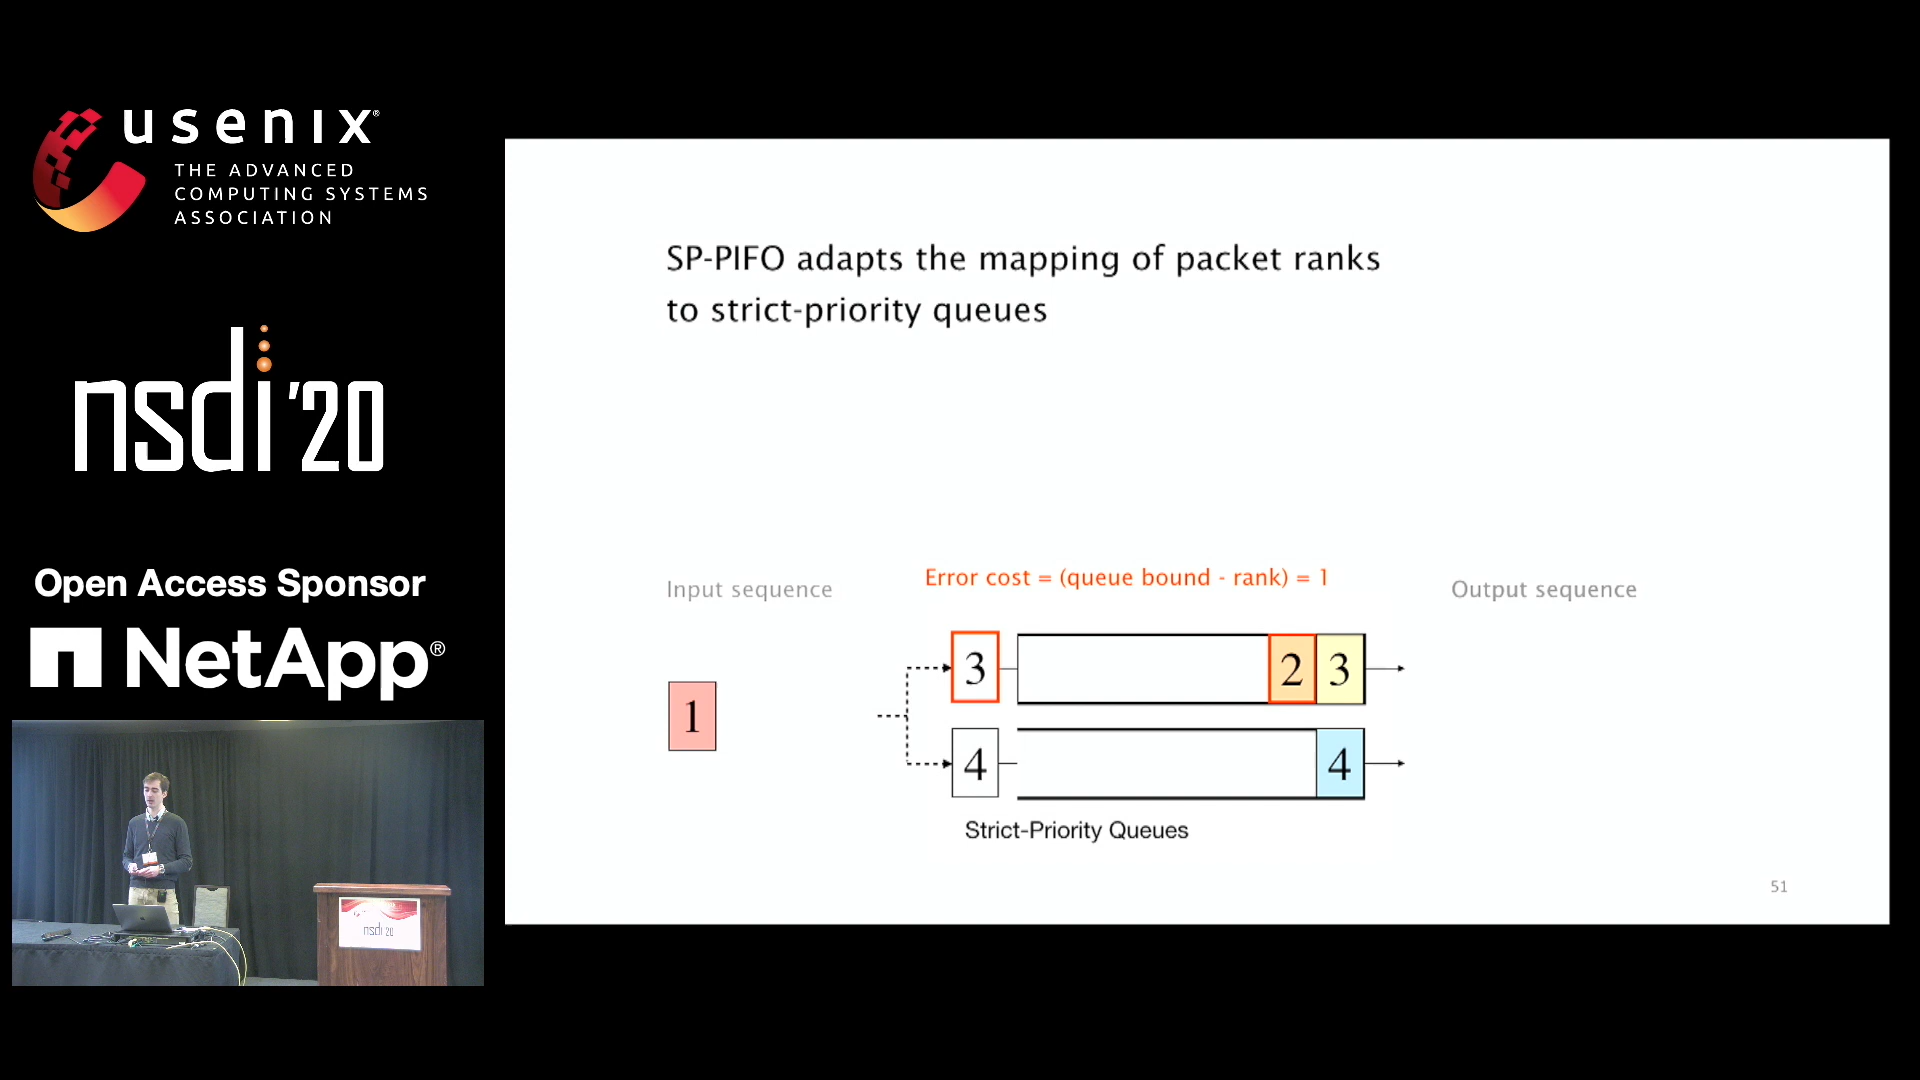 usenix®
THE ADVANCED
COMPUTING SYSTEMS
ASSOCIATION
nsdi '20
Open Access Sponsor
NetApp®
nsdi '20
SP-PIFO adapts the mapping of packet ranks
to strict-priority queues
Input sequence
Error cost = (queue bound - rank) = 1
Output sequence
3
2
3
1
4
4
Strict-Priority Queues
51